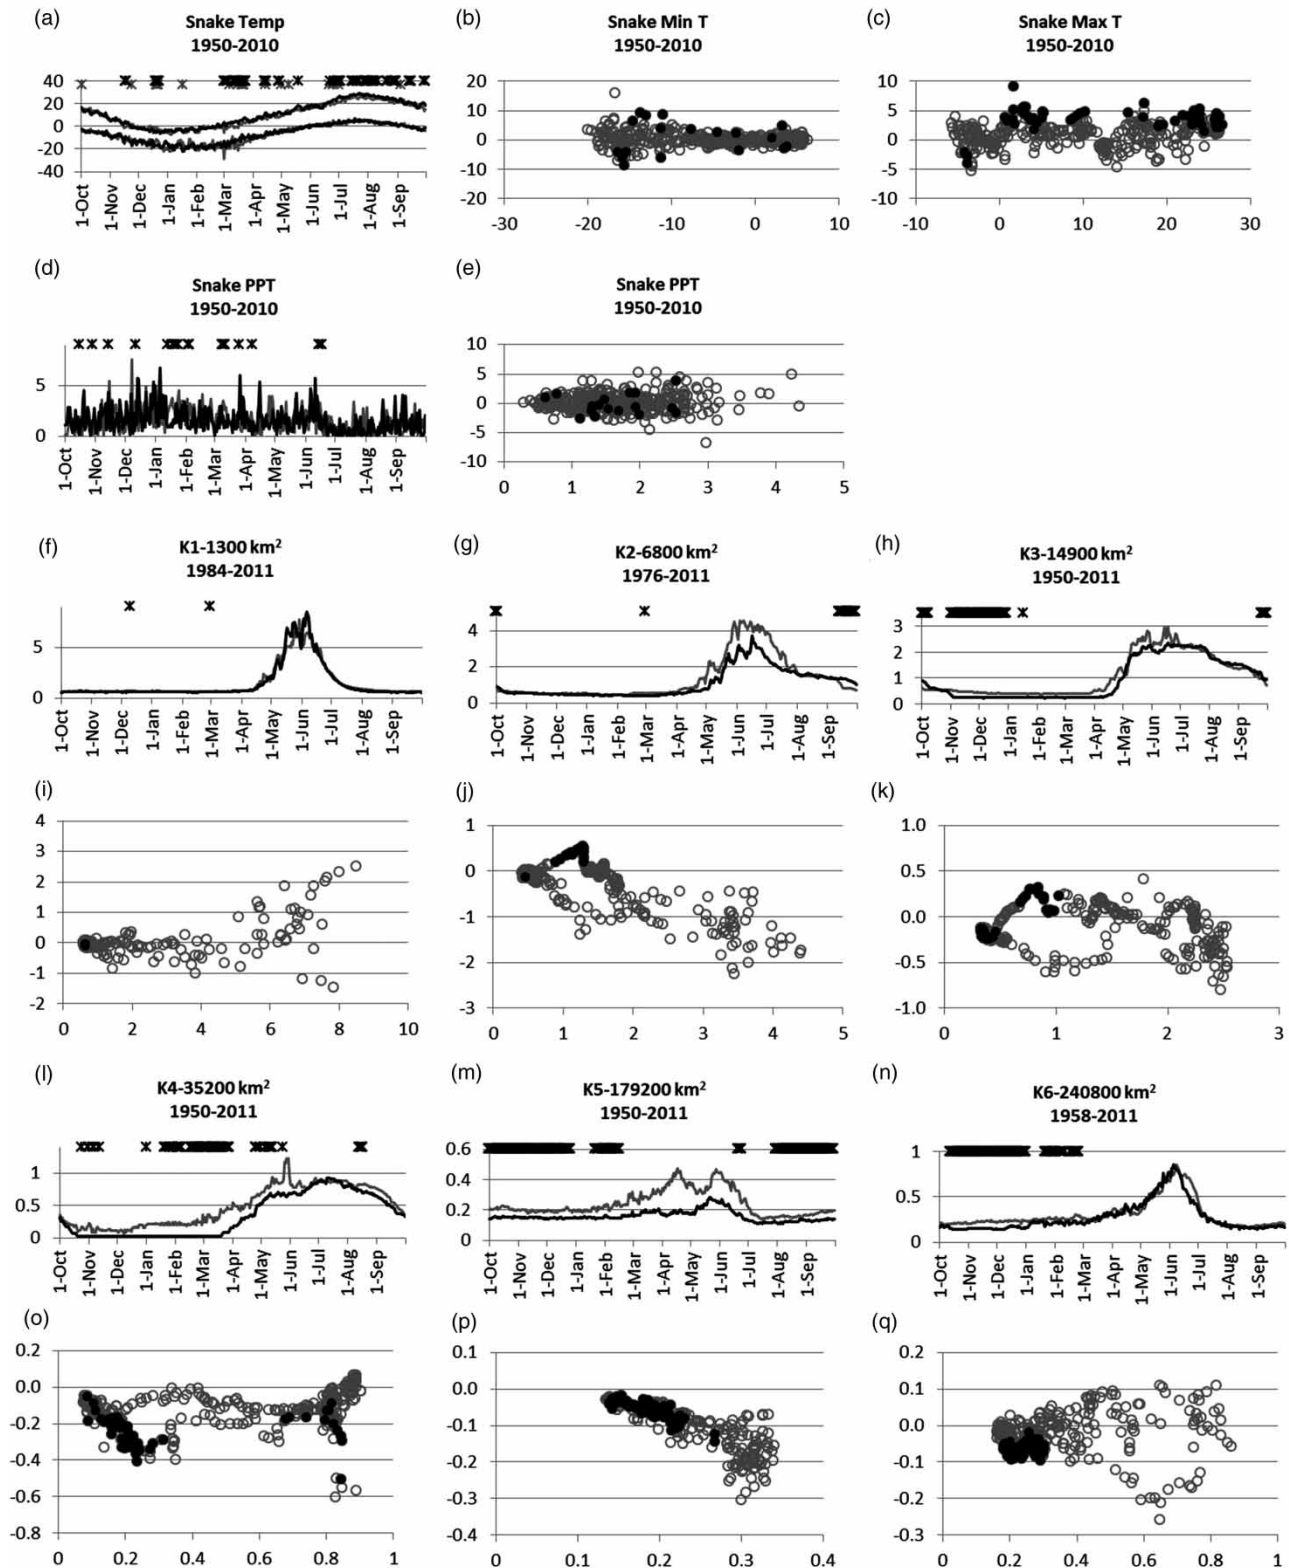 (a) Snake Temp
1950-2010
40
20
0
-20
-40
1-Oct 1-Nov 1-Dec 1-Jan 1-Feb 1-Mar 1-Apr 1-May 1-Jun 1-Jul 1-Aug 1-Sep
(b) Snake Min T
1950-2010
20
10
0
-10
-20
-30 -20 -10 0 10
(c) Snake Max T
1950-2010
10
5
0
-5
-10
-10 0 10 20 30
(d) Snake PPT
1950-2010
5
0
1-Oct 1-Nov 1-Dec 1-Jan 1-Feb 1-Mar 1-Apr 1-May 1-Jun 1-Jul 1-Aug 1-Sep
(e) Snake PPT
1950-2010
10
5
0
-5
-10
0 1 2 3 4 5
(f) K1-1300 km²
1984-2011
5
0
1-Oct 1-Nov 1-Dec 1-Jan 1-Feb 1-Mar 1-Apr 1-May 1-Jun 1-Jul 1-Aug 1-Sep
(g) K2-6800 km²
1976-2011
4
2
0
1-Oct 1-Nov 1-Dec 1-Jan 1-Feb 1-Mar 1-Apr 1-May 1-Jun 1-Jul 1-Aug 1-Sep
(h) K3-14900 km²
1950-2011
3
2
1
0
1-Oct 1-Nov 1-Dec 1-Jan 1-Feb 1-Mar 1-Apr 1-May 1-Jun 1-Jul 1-Aug 1-Sep
(i)
4
3
2
1
0
-1
-2
0 2 4 6 8 10
(j)
1
0
-1
-2
-3
0 1 2 3 4 5
(k)
1.0
0.5
0.0
-0.5
-1.0
0 1 2 3
(l) K4-35200 km²
1950-2011
1
0.5
0
1-Oct 1-Nov 1-Dec 1-Jan 1-Feb 1-Mar 1-Apr 1-May 1-Jun 1-Jul 1-Aug 1-Sep
(m) K5-179200 km²
1950-2011
0.6
0.4
0.2
0
1-Oct 1-Nov 1-Dec 1-Jan 1-Feb 1-Mar 1-Apr 1-May 1-Jun 1-Jul 1-Aug 1-Sep
(n) K6-240800 km²
1958-2011
1
0.5
0
1-Oct 1-Nov 1-Dec 1-Jan 1-Feb 1-Mar 1-Apr 1-May 1-Jun 1-Jul 1-Aug 1-Sep
(o)
0.2
0.0
-0.2
-0.4
-0.6
-0.8
0 0.2 0.4 0.6 0.8 1
(p)
0.1
0.0
-0.1
-0.2
-0.3
-0.4
0 0.1 0.2 0.3 0.4
(q)
0.2
0.1
0.0
-0.1
-0.2
-0.3
0 0.2 0.4 0.6 0.8 1